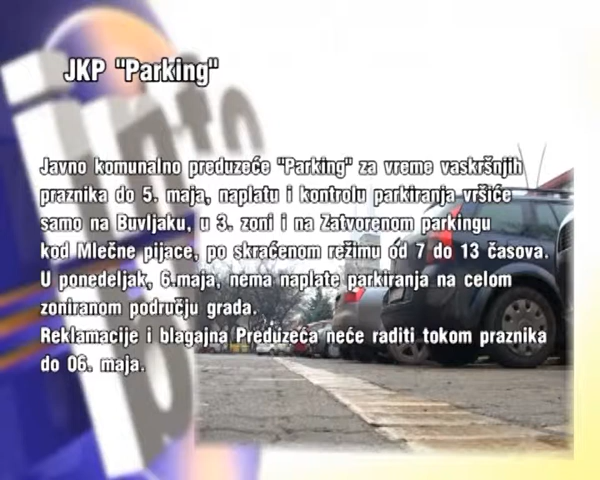 JKP "Parking"
Javno komunalno preduzeće "Parking" za vreme vaskršnjih
praznika do 5. maja, naplatu i kontrolu parkiranja vršiće
samo na Buvljaku, u 3. zoni i na Zatvorenom parkingu
kod Mlečne pijace, po skraćenom režimu od 7 do 13 časova.
U ponedeljak, 6.maja, nema naplate parkiranja na celom
zoniranom području grada.
Reklamacije i blagajna Preduzeća neće raditi tokom praznika
do 06. maja.